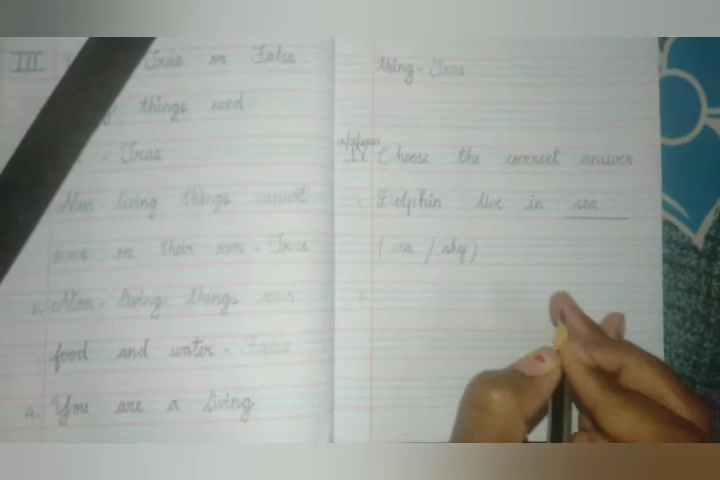 III True or False.
things need
- True
Non living things cannot
move on their own - True
3. Non-living things
food and water - False
4. You are a living
thing - True
IV Choose the correct answer
1. Dolphin live in sea
(sea / sky)